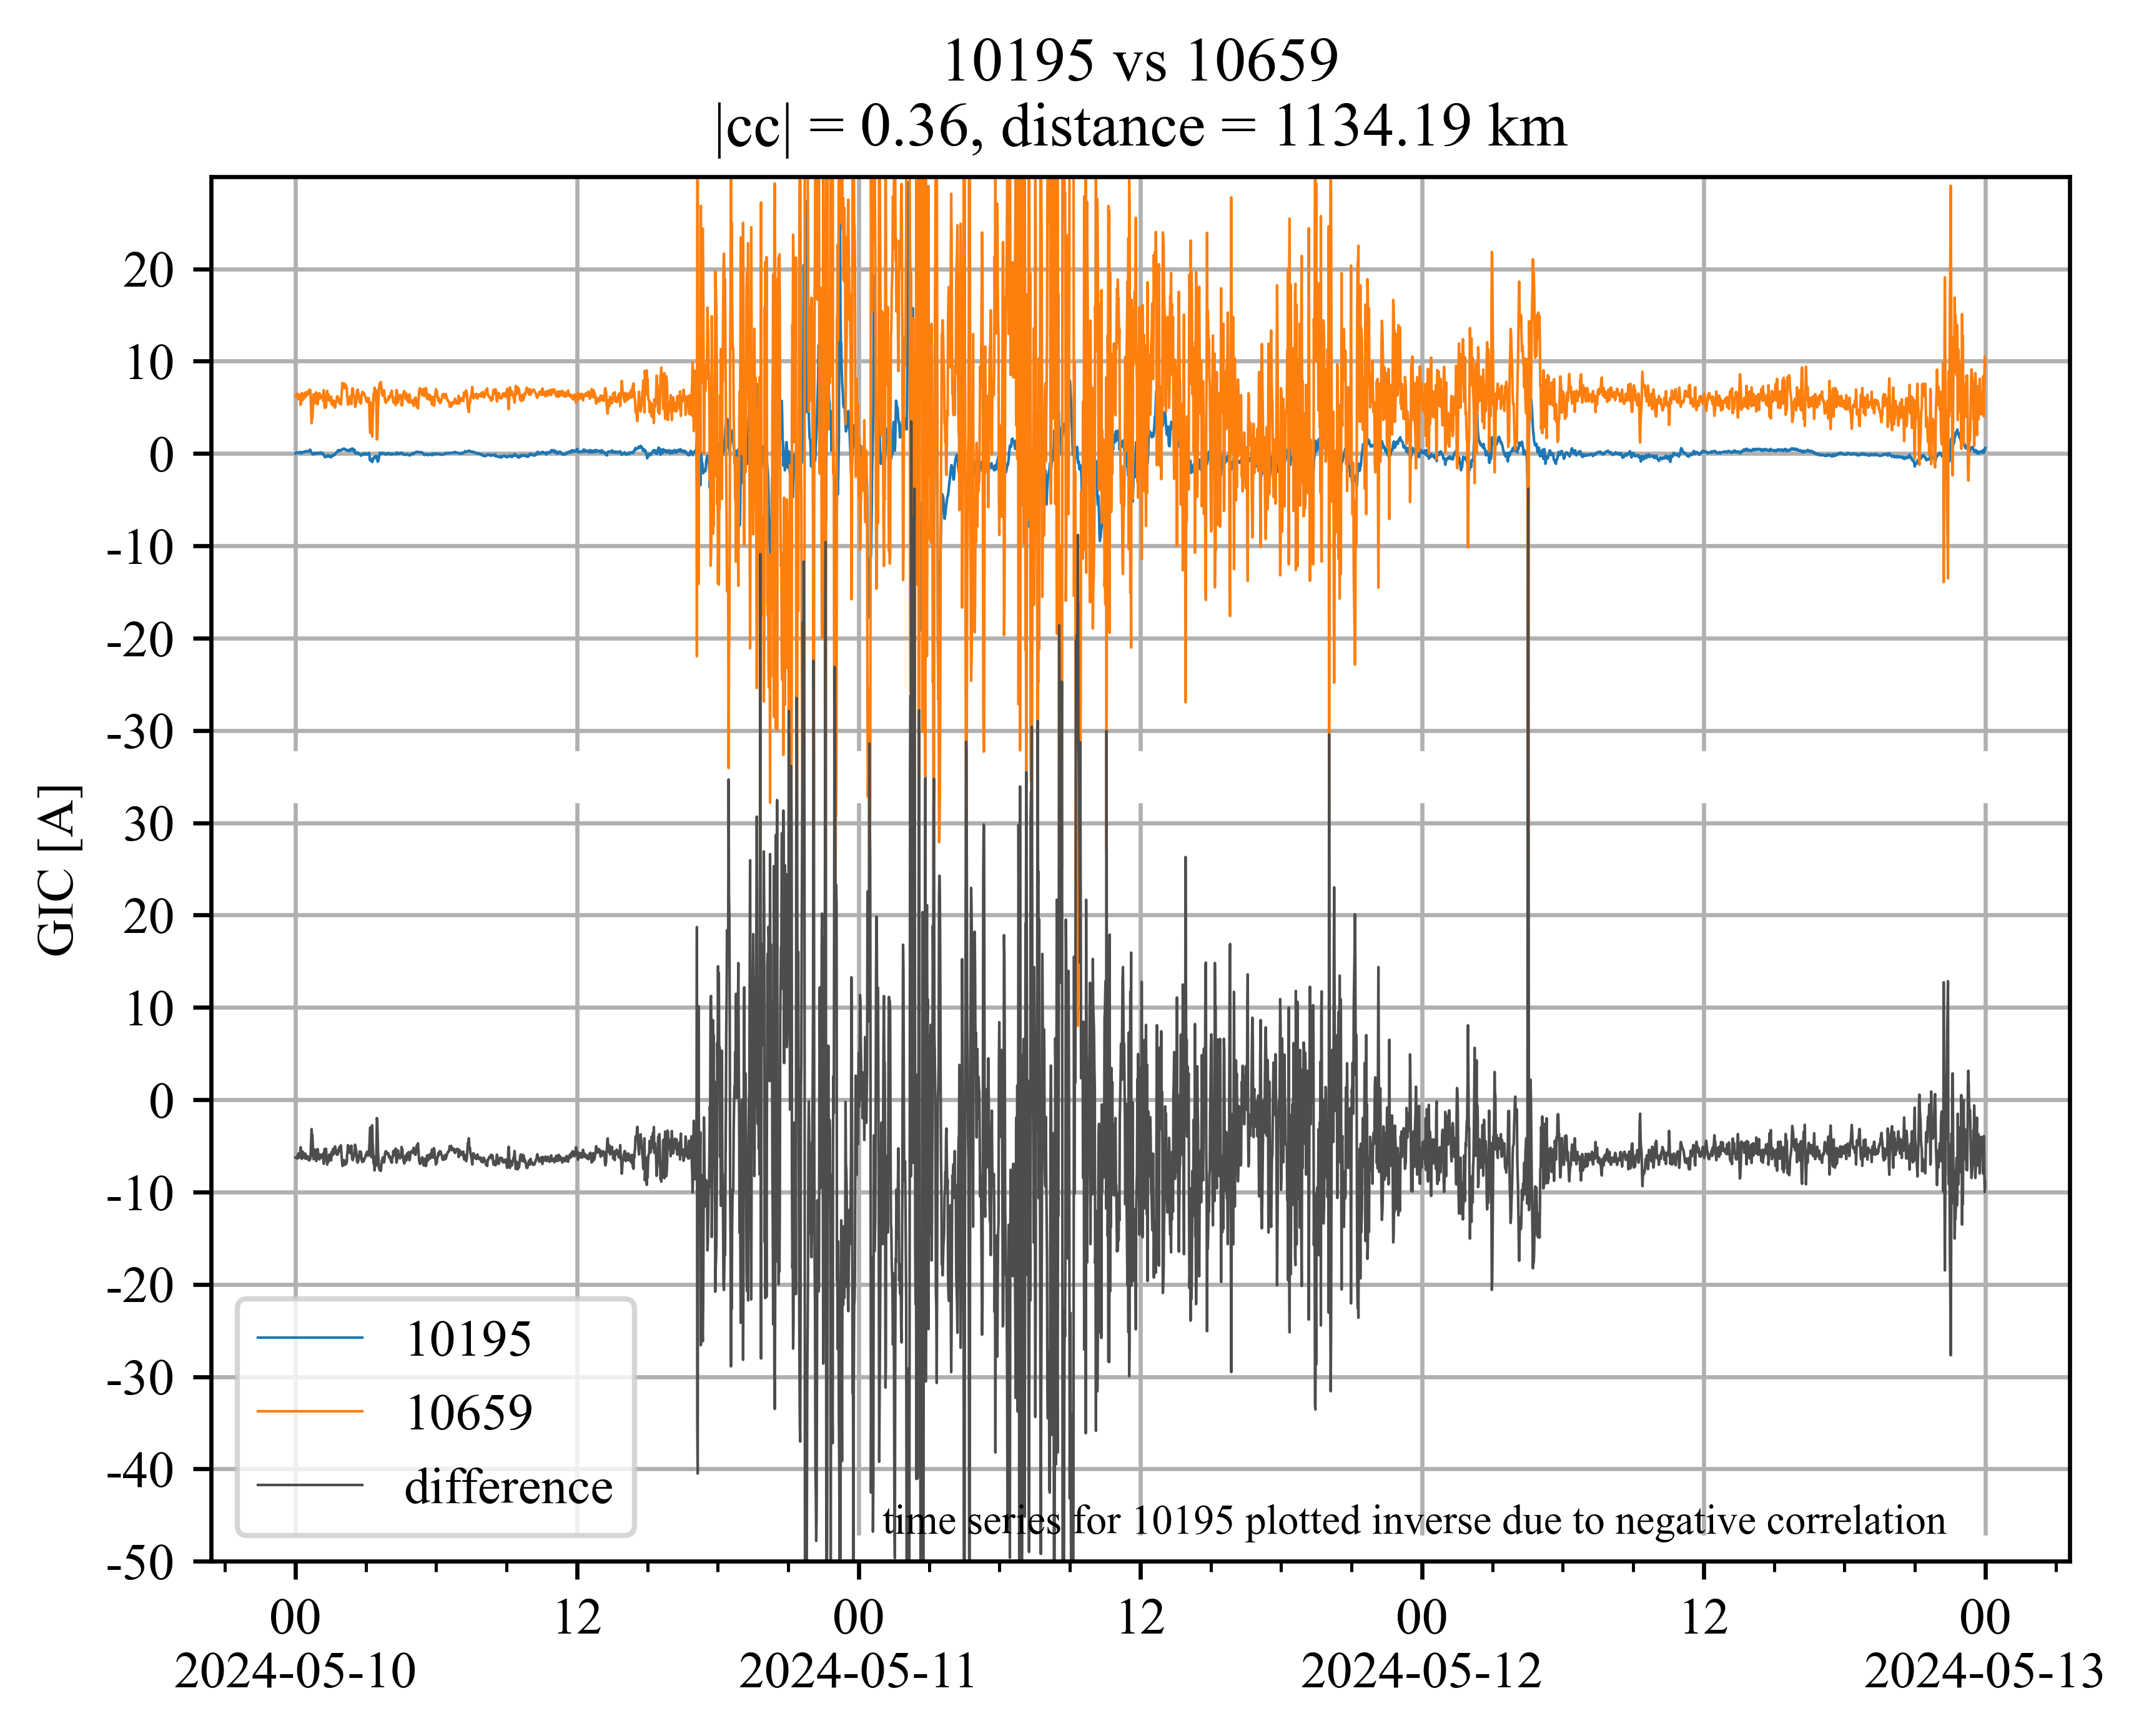 10195 vs 10659
|cc| = 0.36, distance = 1134.19 km
GIC [A]
20
10
0
-10
-20
-30
30
20
10
0
-10
-20
-30
-40
-50
10195
10659
difference
time series for 10195 plotted inverse due to negative correlation
00 12 00 12 00 12 00
2024-05-10 2024-05-11 2024-05-12 2024-05-13